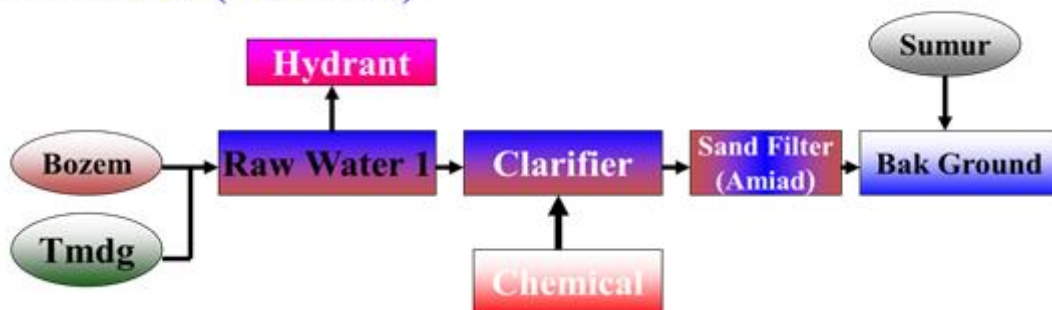 Hydrant
Sumur
Bozem
Raw Water 1
Clarifier
Sand Filter
(Amiad)
Bak Ground
Tmdg
Chemical